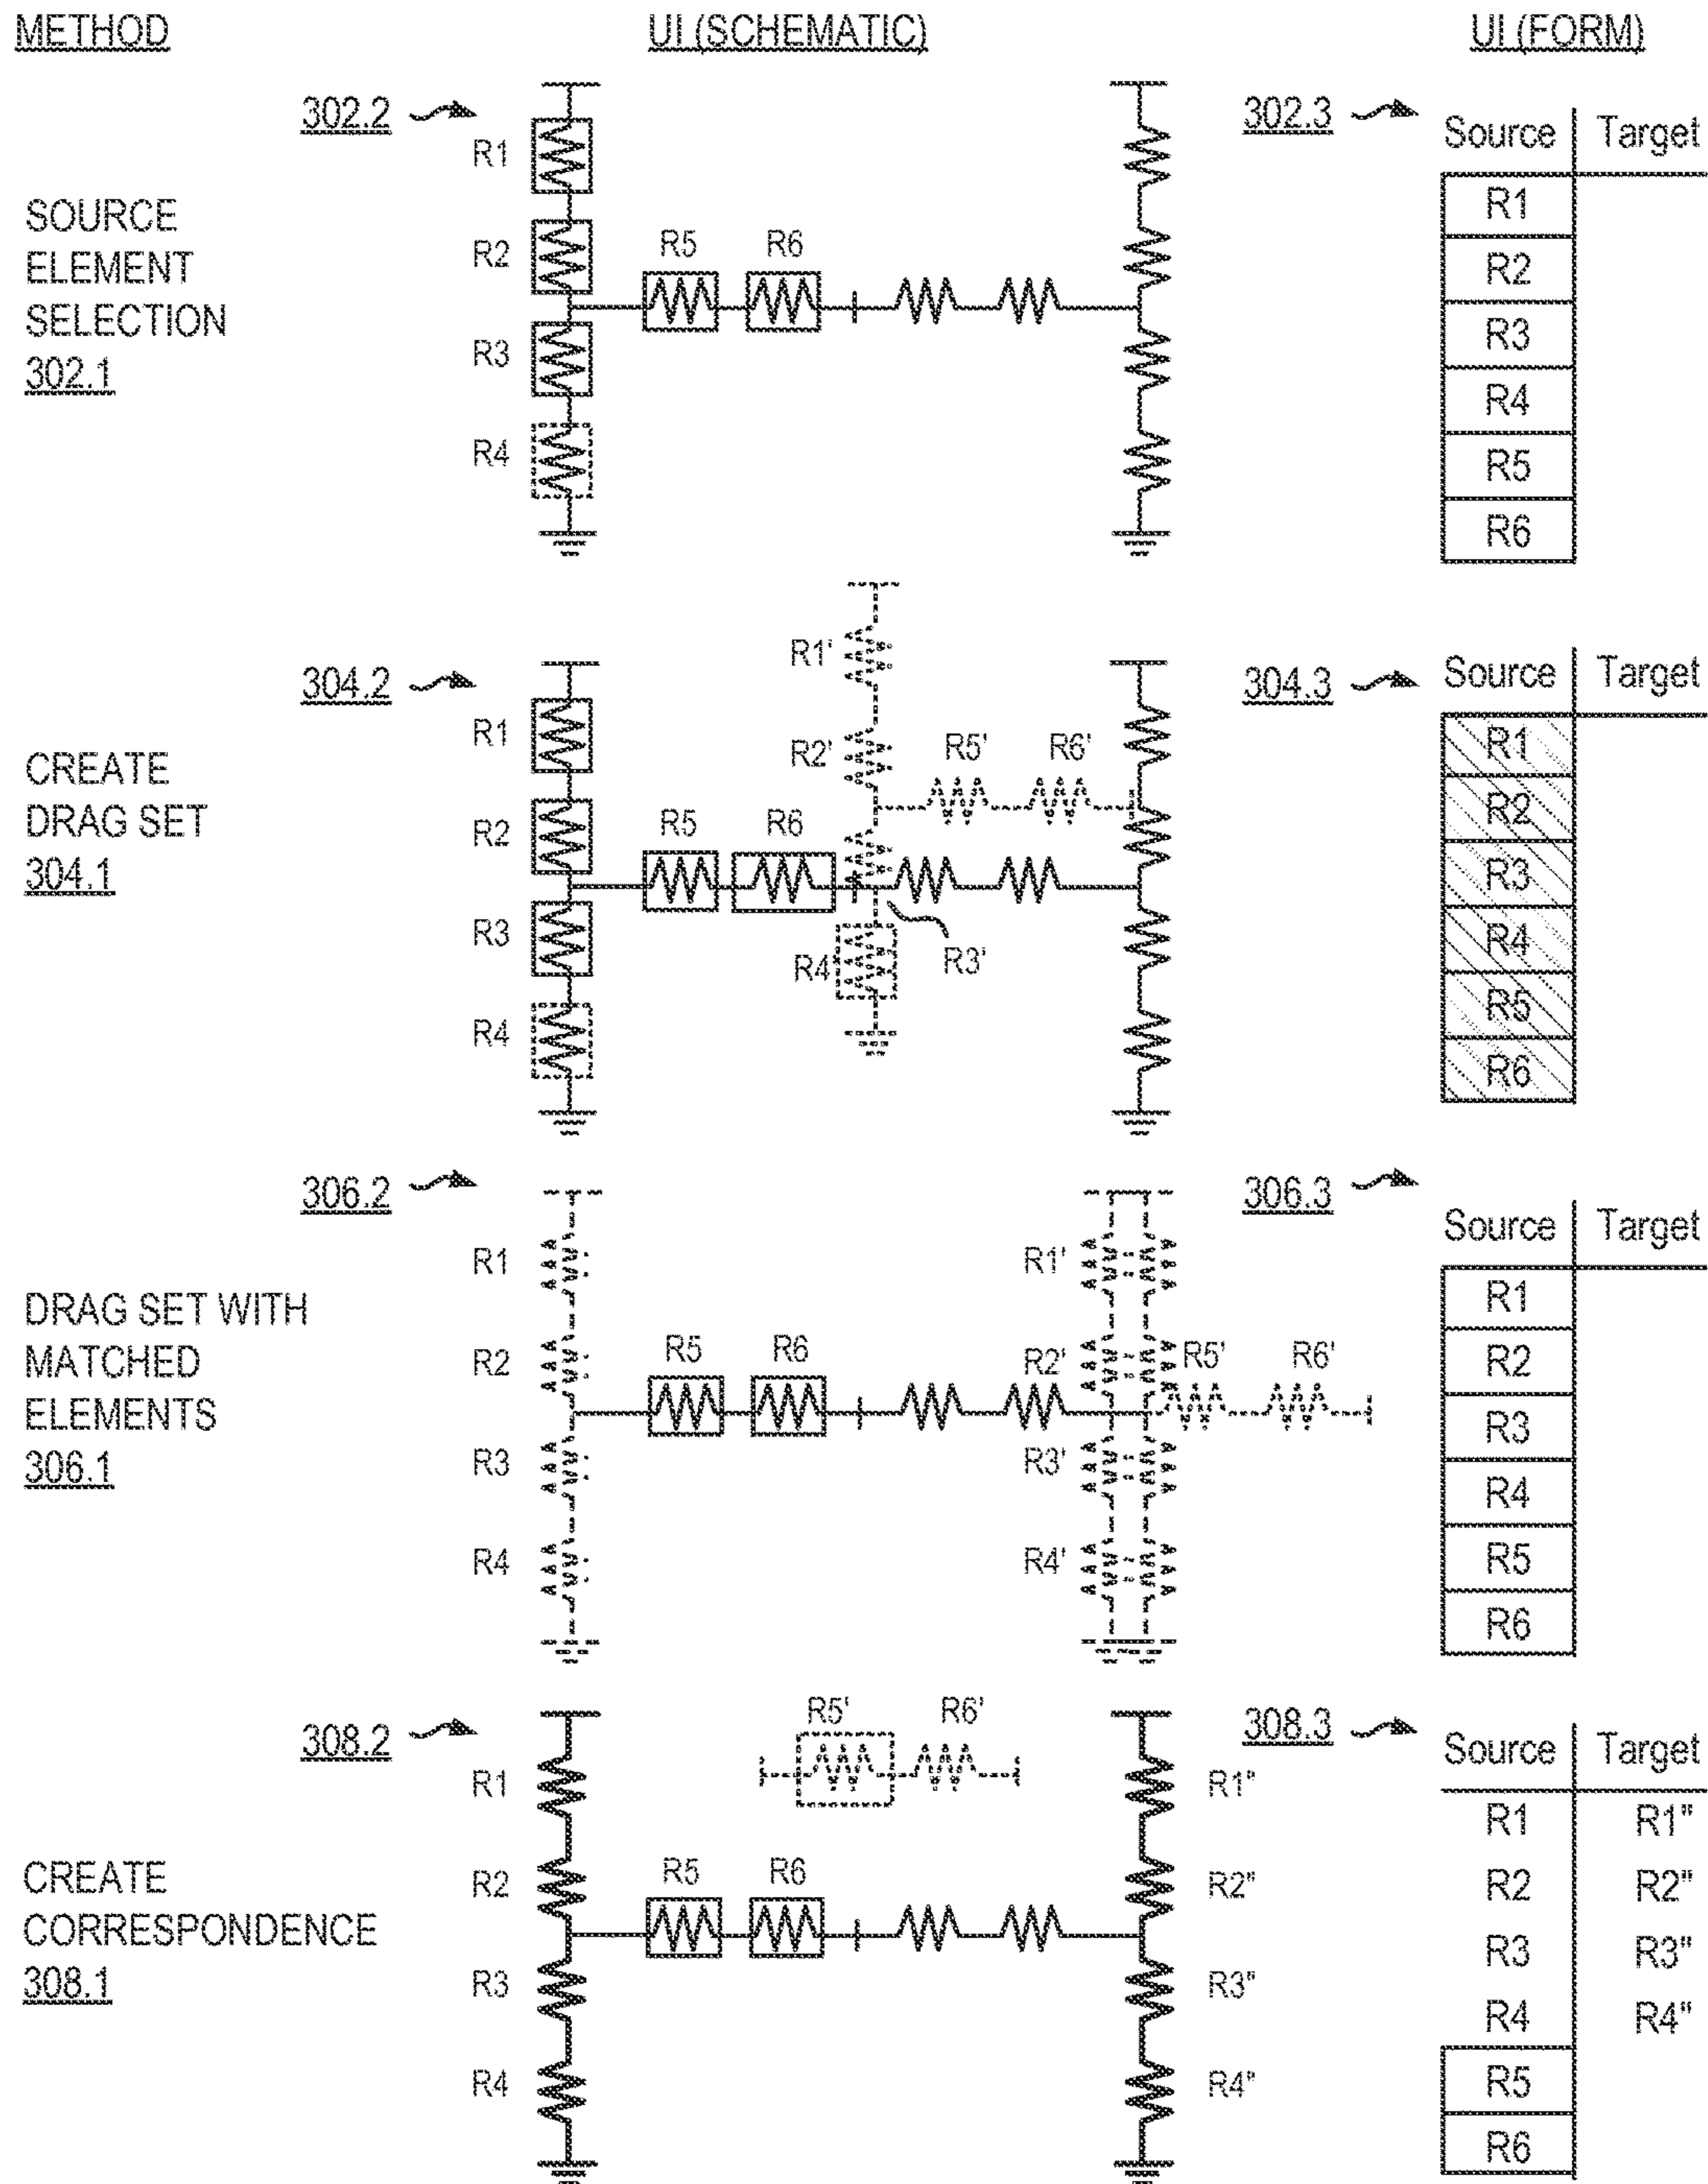 METHOD UI (SCHEMATIC) UI (FORM)
302.2 302.3
SOURCE
ELEMENT
SELECTION
302.1
R1
R2
R5 R6
R3
R4
Source Target
R1
R2
R3
R4
R5
R6
304.2 304.3
CREATE
DRAG SET
304.1
R1
R2
R5 R6
R3
R4
R1'
R2'
R5' R6'
R4 R3'
Source Target
R1
R2
R3
R4
R5
R6
306.2 306.3
DRAG SET WITH
MATCHED
ELEMENTS
306.1
R1
R2
R5 R6
R3
R4
R1'
R2' R5' R6'
R3'
R4'
Source Target
R1
R2
R3
R4
R5
R6
308.2 308.3
CREATE
CORRESPONDENCE
308.1
R5' R6'
R1
R2
R5 R6
R3
R4
R1"
R2"
R3"
R4"
Source Target
R1 R1"
R2 R2"
R3 R3"
R4 R4"
R5
R6